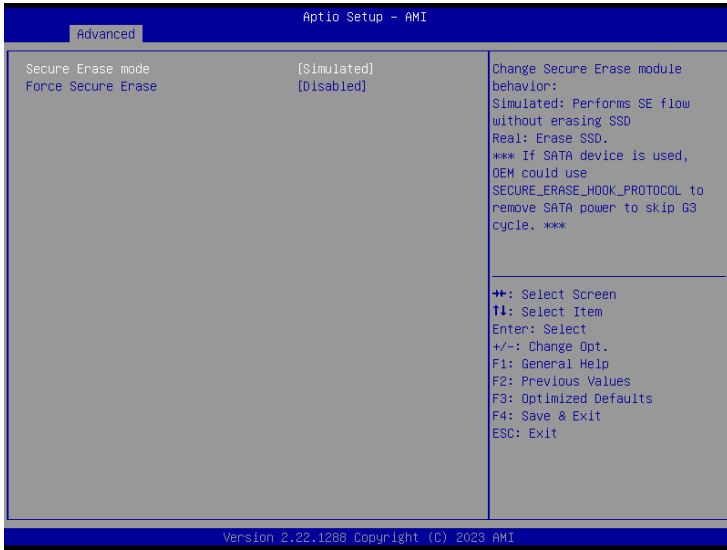 Aptio Setup – AMI
Advanced
Secure Erase mode [Simulated]
Force Secure Erase [Disabled]
Change Secure Erase module
behavior:
Simulated: Performs SE flow
without erasing SSD
Real: Erase SSD.
*** If SATA device is used,
OEM could use
SECURE_ERASE_HOOK_PROTOCOL to
remove SATA power to skip G3
cycle. ***
→←: Select Screen
↑↓: Select Item
Enter: Select
+/-: Change Opt.
F1: General Help
F2: Previous Values
F3: Optimized Defaults
F4: Save & Exit
ESC: Exit
Version 2.22.1288 Copyright (C) 2023 AMI